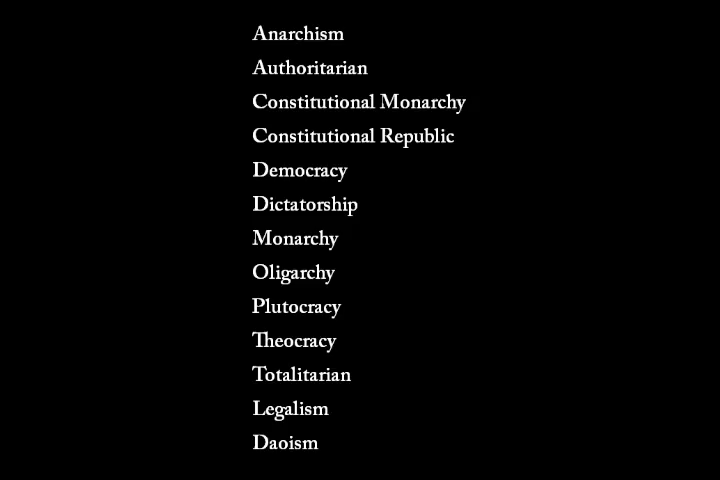 Anarchism
Authoritarian
Constitutional Monarchy
Constitutional Republic
Democracy
Dictatorship
Monarchy
Oligarchy
Plutocracy
Theocracy
Totalitarian
Legalism
Daoism